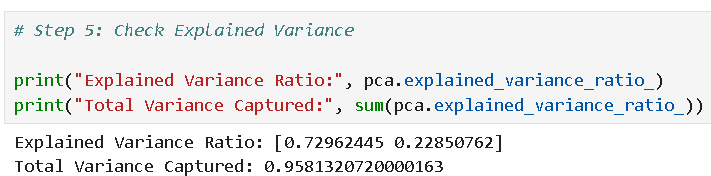 # Step 5: Check Explained Variance
print("Explained Variance Ratio:", pca.explained_variance_ratio_)
print("Total Variance Captured:", sum(pca.explained_variance_ratio_))
Explained Variance Ratio: [0.72962445 0.22850762]
Total Variance Captured: 0.9581320720000163